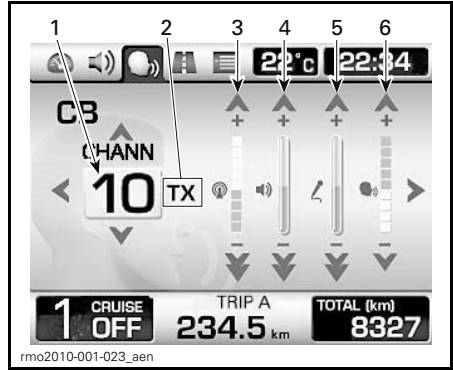 1 2 3 4 5 6
22°c 22:34
CB
CHANN
10 TX
+ + + +
- - - -
1 CRUISE OFF
TRIP A
234.5 km
TOTAL (km)
8327
rmo2010-001-023_aen